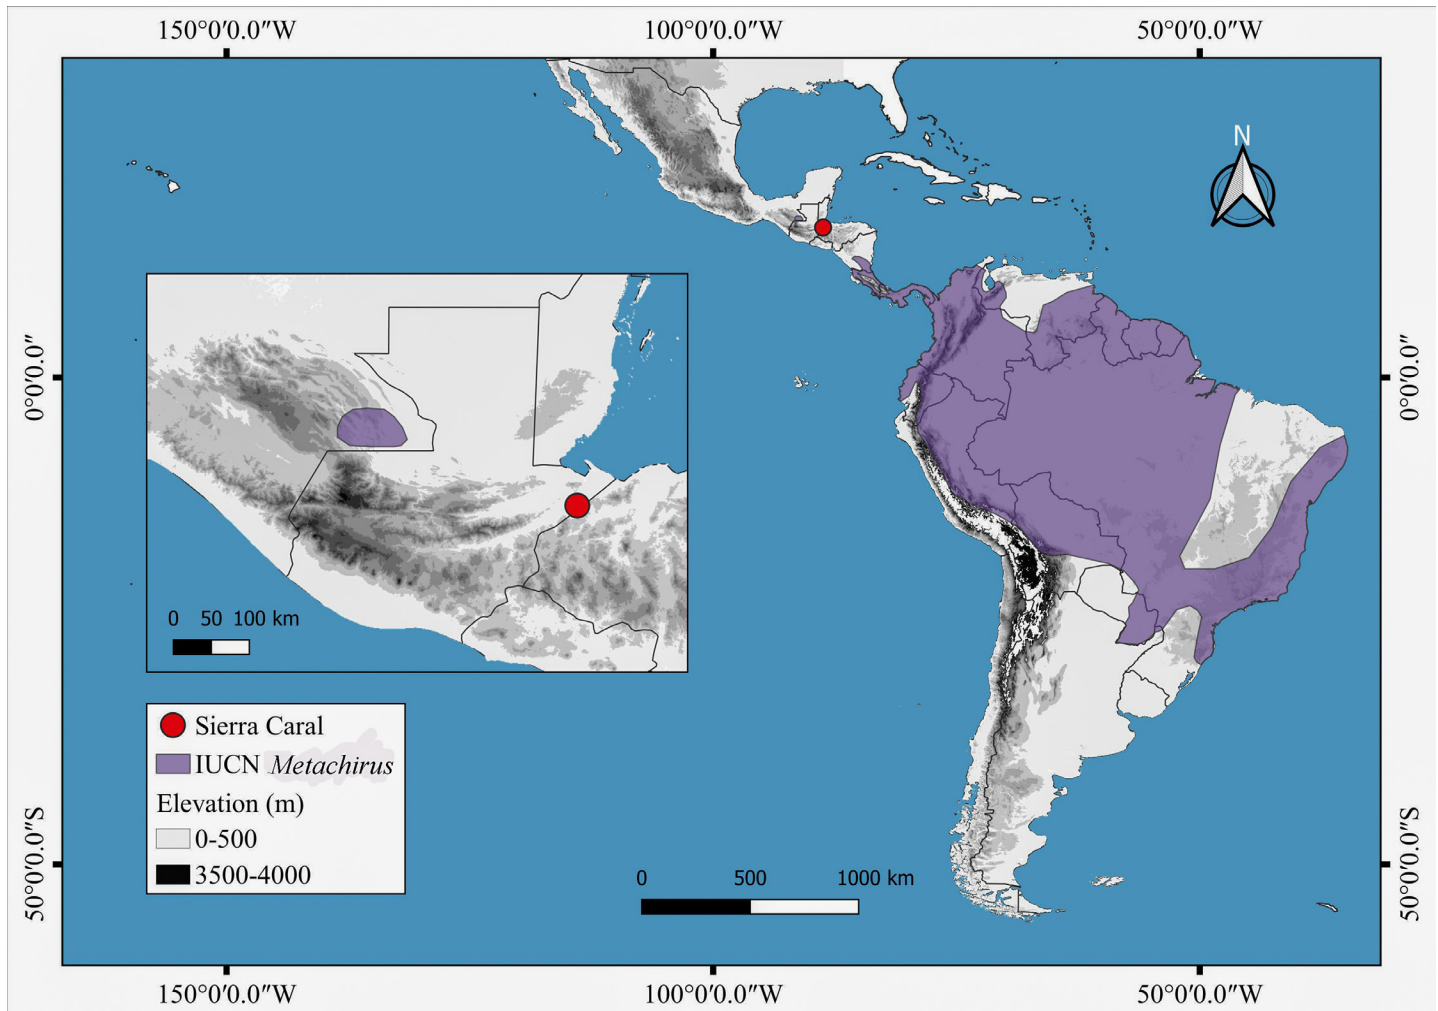 150°0′0.0″W 100°0′0.0″W 50°0′0.0″W
N
0°0′0.0″ 0°0′0.0″
0 50 100 km
Sierra Caral
IUCN Metachirus
Elevation (m)
0-500
3500-4000
0 500 1000 km
50°0′0.0″S 50°0′0.0″S
150°0′0.0″W 100°0′0.0″W 50°0′0.0″W